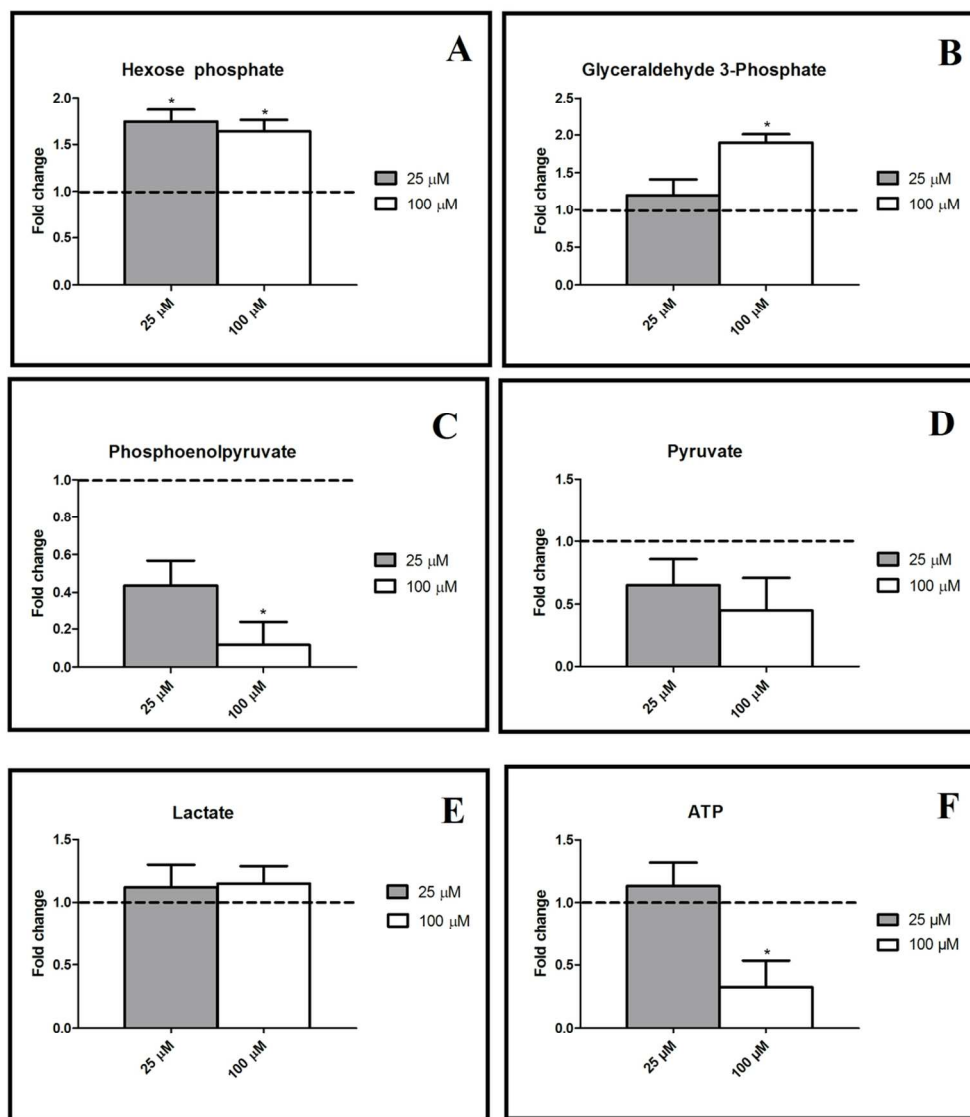 A
Hexose phosphate
Fold change
2.0
1.5
1.0
0.5
0.0
*
*
25 μM
100 μM
25 μM
100 μM
B
Glyceraldehyde 3-Phosphate
Fold change
2.5
2.0
1.5
1.0
0.5
0.0
*
25 μM
100 μM
25 μM
100 μM
C
Phosphoenolpyruvate
Fold change
1.0
0.8
0.6
0.4
0.2
0.0
*
25 μM
100 μM
25 μM
100 μM
D
Pyruvate
Fold change
1.5
1.0
0.5
0.0
25 μM
100 μM
25 μM
100 μM
E
Lactate
Fold change
1.5
1.0
0.5
0.0
25 μM
100 μM
25 μM
100 μM
F
ATP
Fold change
1.5
1.0
0.5
0.0
*
25 µM
100 µM
25 µM
100 µM